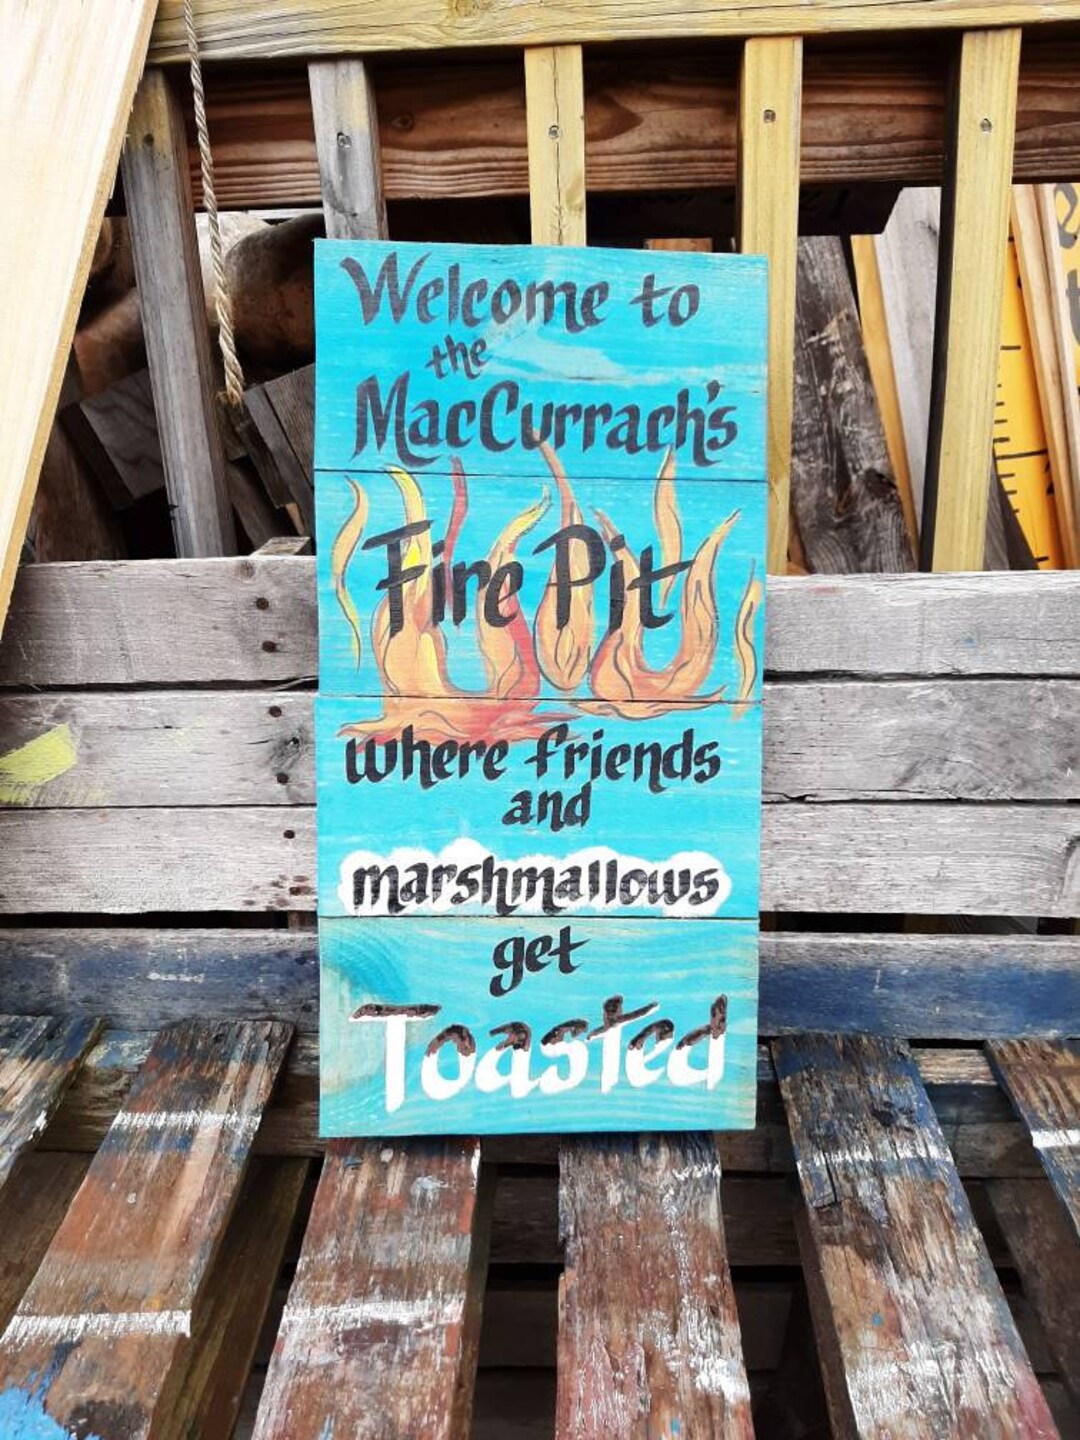 Welcome to
the
MacCurrach's
Fire Pit
where friends
and
marshmallows
get
Toasted